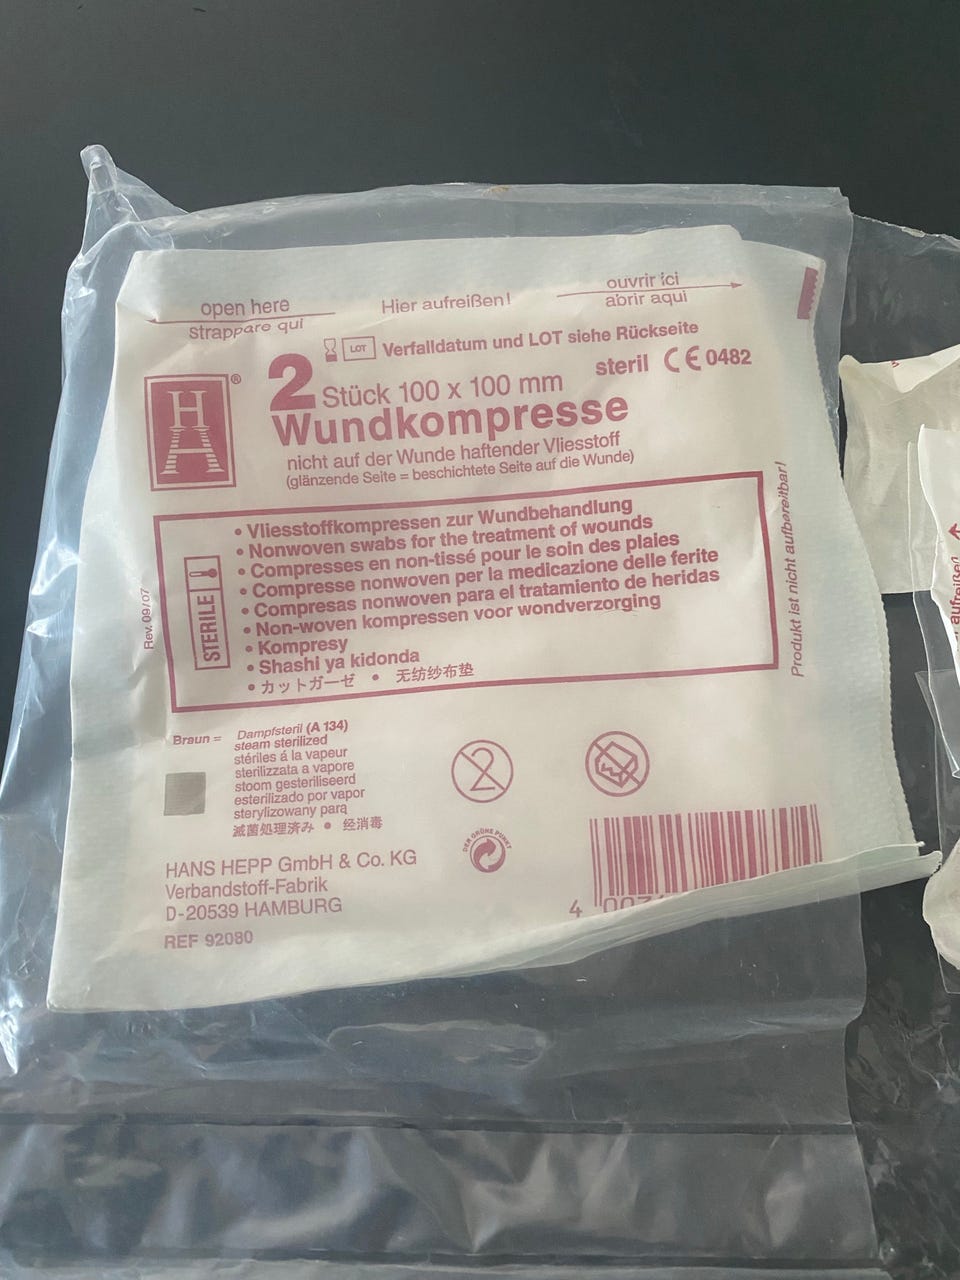 open here
strappare qui
Hier aufreißen!
ouvrir ici
abrir aqui
LOT Verfalldatum und LOT siehe Rückseite
steril CE 0482
HA ®
2 Stück 100 x 100 mm
Wundkompresse
nicht auf der Wunde haftender Vliesstoff
(glänzende Seite = beschichtete Seite auf die Wunde)
STERILE
• Vliesstoffkompressen zur Wundbehandlung
• Nonwoven swabs for the treatment of wounds
• Compresses en non-tissé pour le soin des plaies
• Compresse nonwoven per la medicazione delle ferite
• Compresas nonwoven para el tratamiento de heridas
• Non-woven kompressen voor wondverzorging
• Kompresy
• Shashi ya kidonda
• カットガーゼ • 无纺纱布垫
Rev. 09/07
Produkt ist nicht aufbereitbar!
Braun = Dampfsteril (A 134)
steam sterilized
stériles á la vapeur
sterilizzata a vapore
stoom gesteriliseerd
esterilizado por vapor
sterylizowany parą
滅菌処理済み • 经消毒
2
DER GRÜNE PUNKT
HANS HEPP GmbH & Co. KG
Verbandstoff-Fabrik
D-20539 HAMBURG
REF 92080
4 003
aufreißen